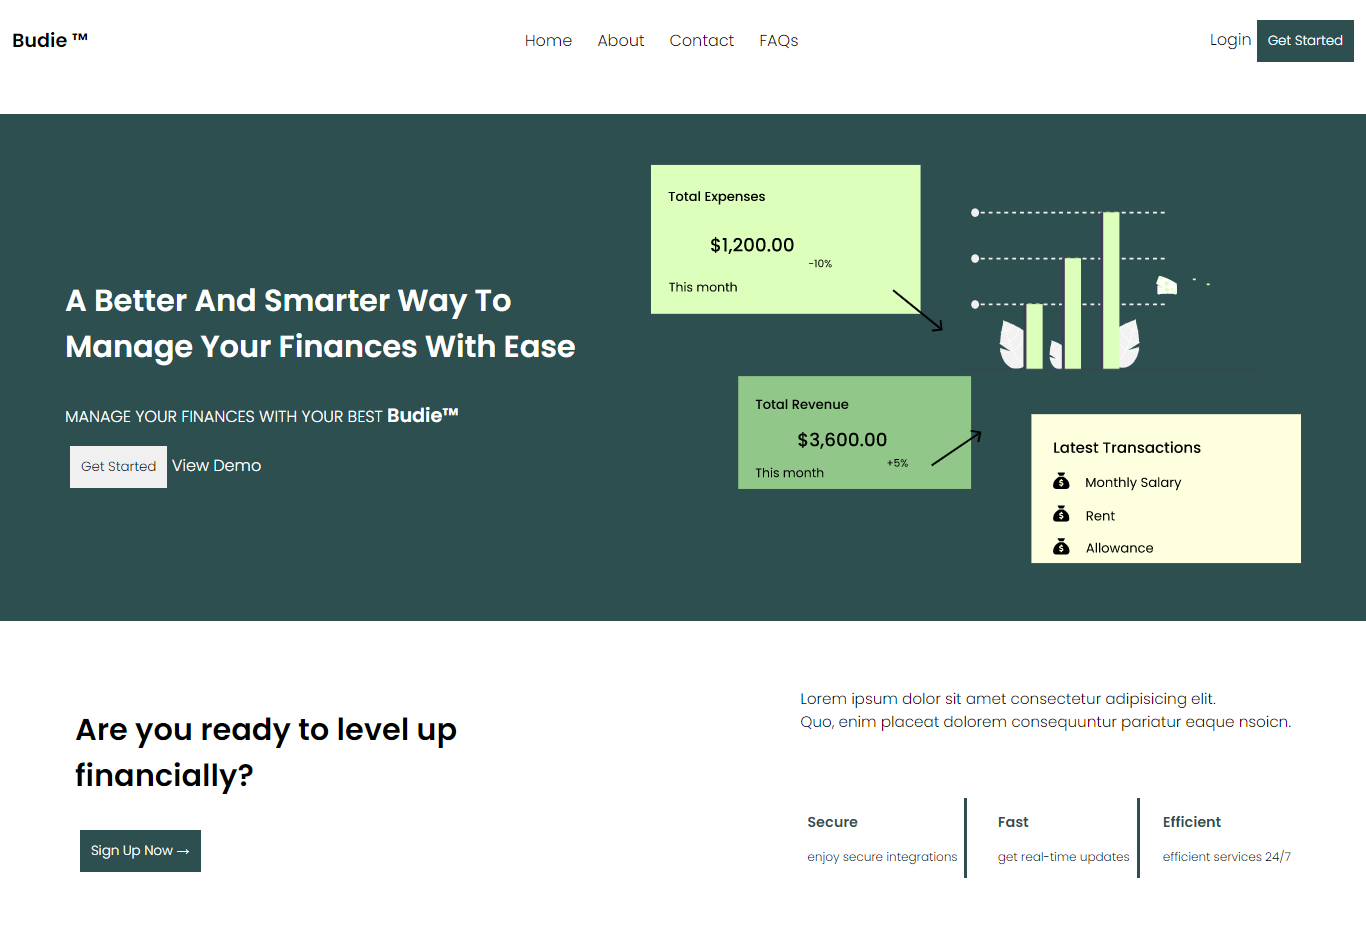 Budie ™
Home About Contact FAQs
Login Get Started
A Better And Smarter Way To
Manage Your Finances With Ease
MANAGE YOUR FINANCES WITH YOUR BEST Budie™
Get Started View Demo
Total Expenses
$1,200.00
-10%
This month
Total Revenue
$3,600.00
+5%
This month
Latest Transactions
$ Monthly Salary
$ Rent
$ Allowance
Are you ready to level up
financially?
Sign Up Now →
Lorem ipsum dolor sit amet consectetur adipisicing elit.
Quo, enim placeat dolorem consequuntur pariatur eaque nsoicn.
Secure
enjoy secure integrations
Fast
get real-time updates
Efficient
efficient services 24/7